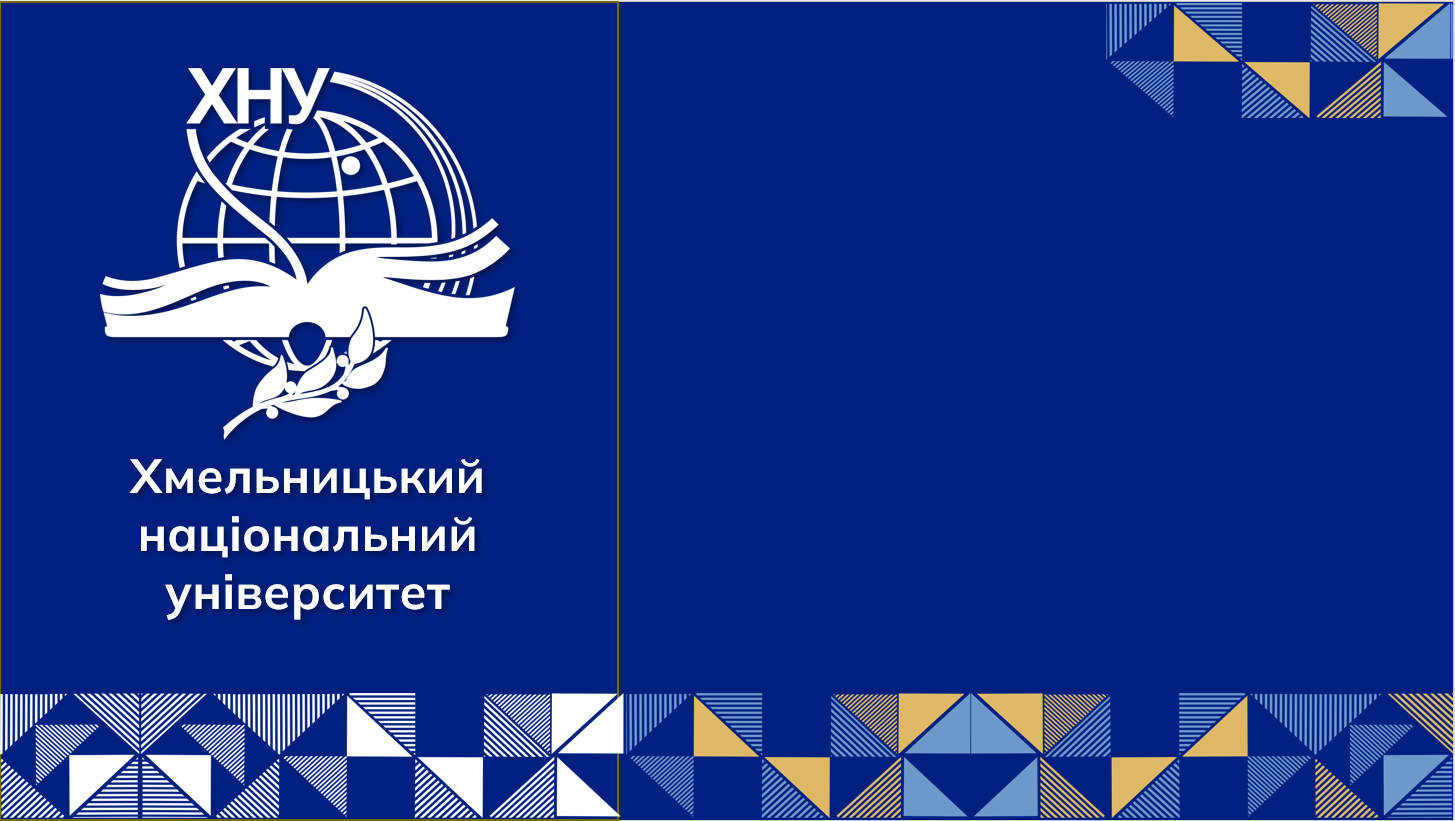 ХНУ
Хмельницький
національний
університет